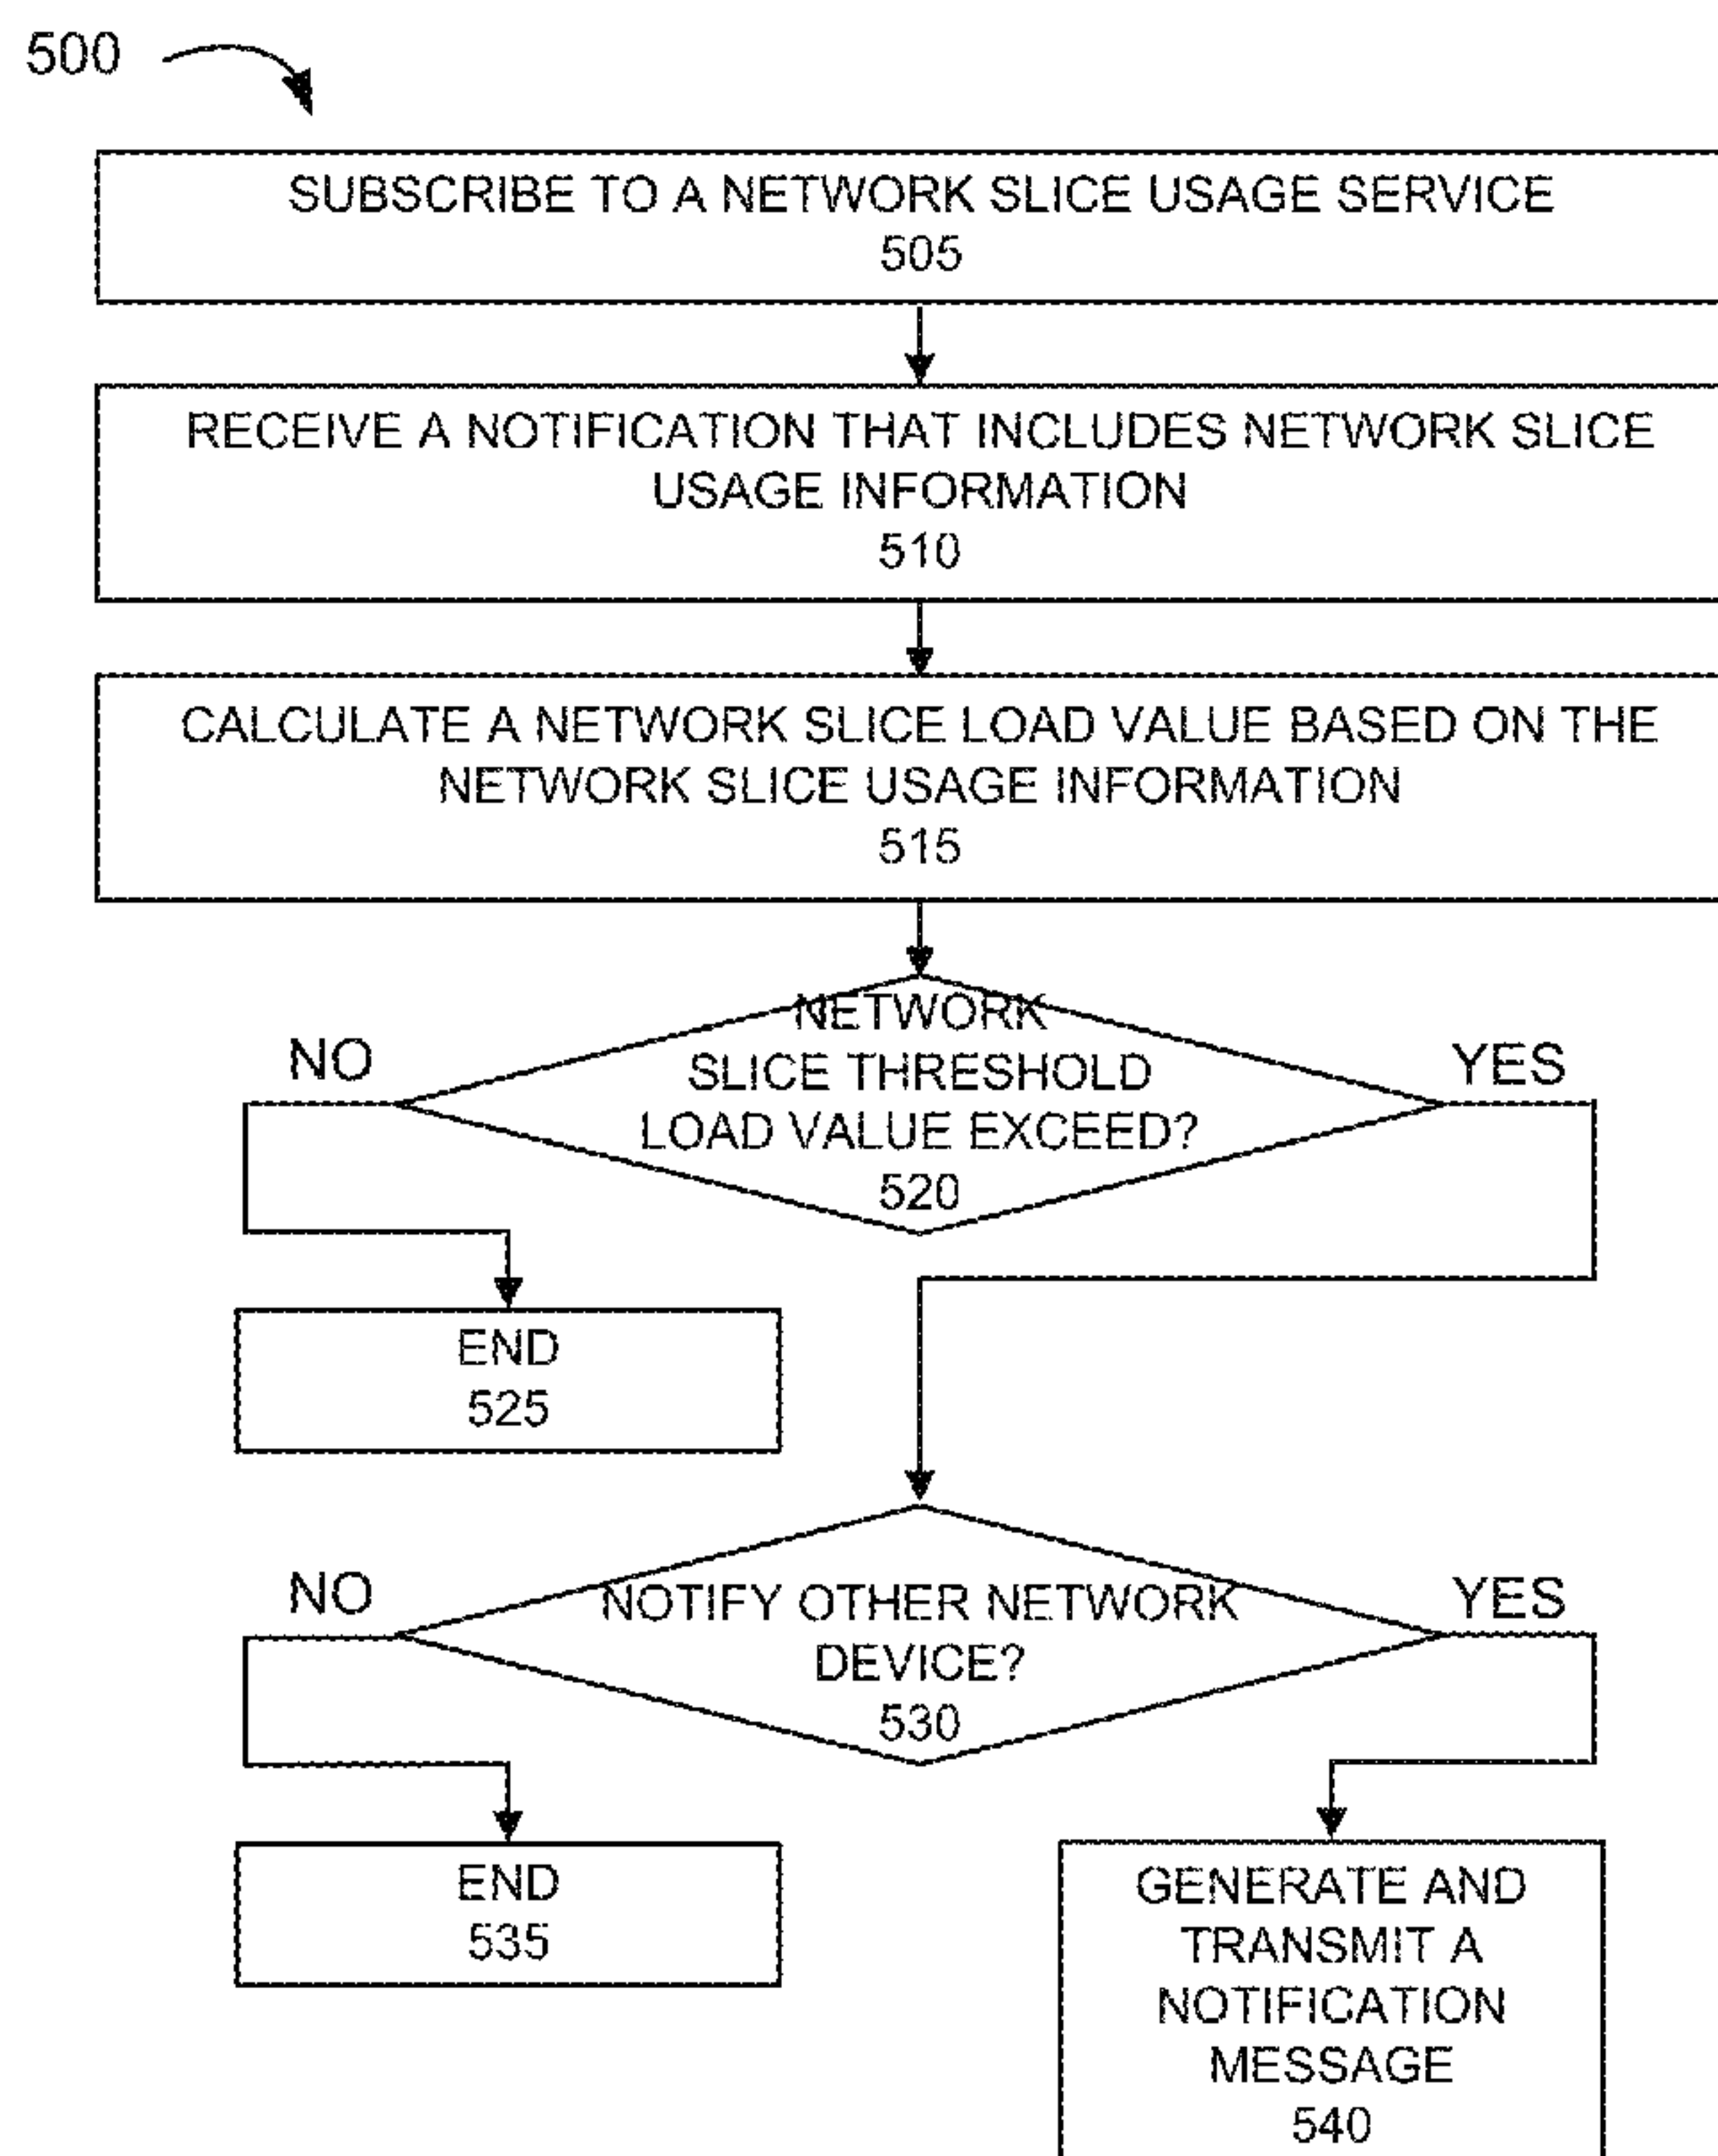 500
SUBSCRIBE TO A NETWORK SLICE USAGE SERVICE
505
RECEIVE A NOTIFICATION THAT INCLUDES NETWORK SLICE
USAGE INFORMATION
510
CALCULATE A NETWORK SLICE LOAD VALUE BASED ON THE
NETWORK SLICE USAGE INFORMATION
515
NETWORK
SLICE THRESHOLD
LOAD VALUE EXCEED?
520
NO
YES
END
525
NOTIFY OTHER NETWORK
DEVICE?
530
NO
YES
END
535
GENERATE AND
TRANSMIT A
NOTIFICATION
MESSAGE
540